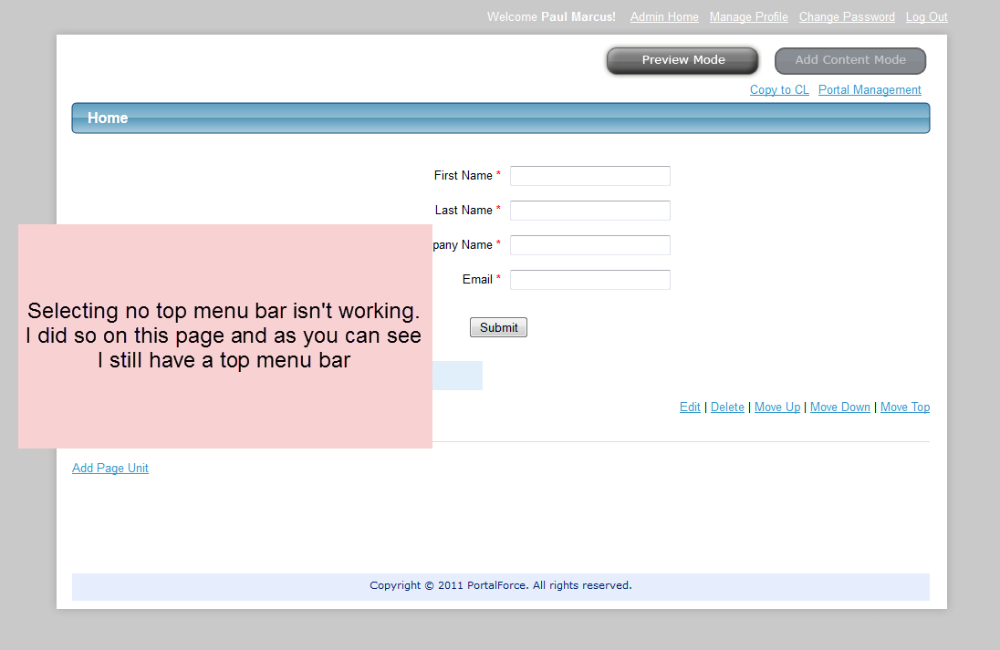 Welcome Paul Marcus! Admin Home Manage Profile Change Password Log Out
Preview Mode Add Content Mode
Copy to CL Portal Management
Home
First Name *
Last Name *
pany Name *
Email *
Selecting no top menu bar isn't working.
I did so on this page and as you can see
I still have a top menu bar
Submit
Edit | Delete | Move Up | Move Down | Move Top
Add Page Unit
Copyright © 2011 PortalForce. All rights reserved.